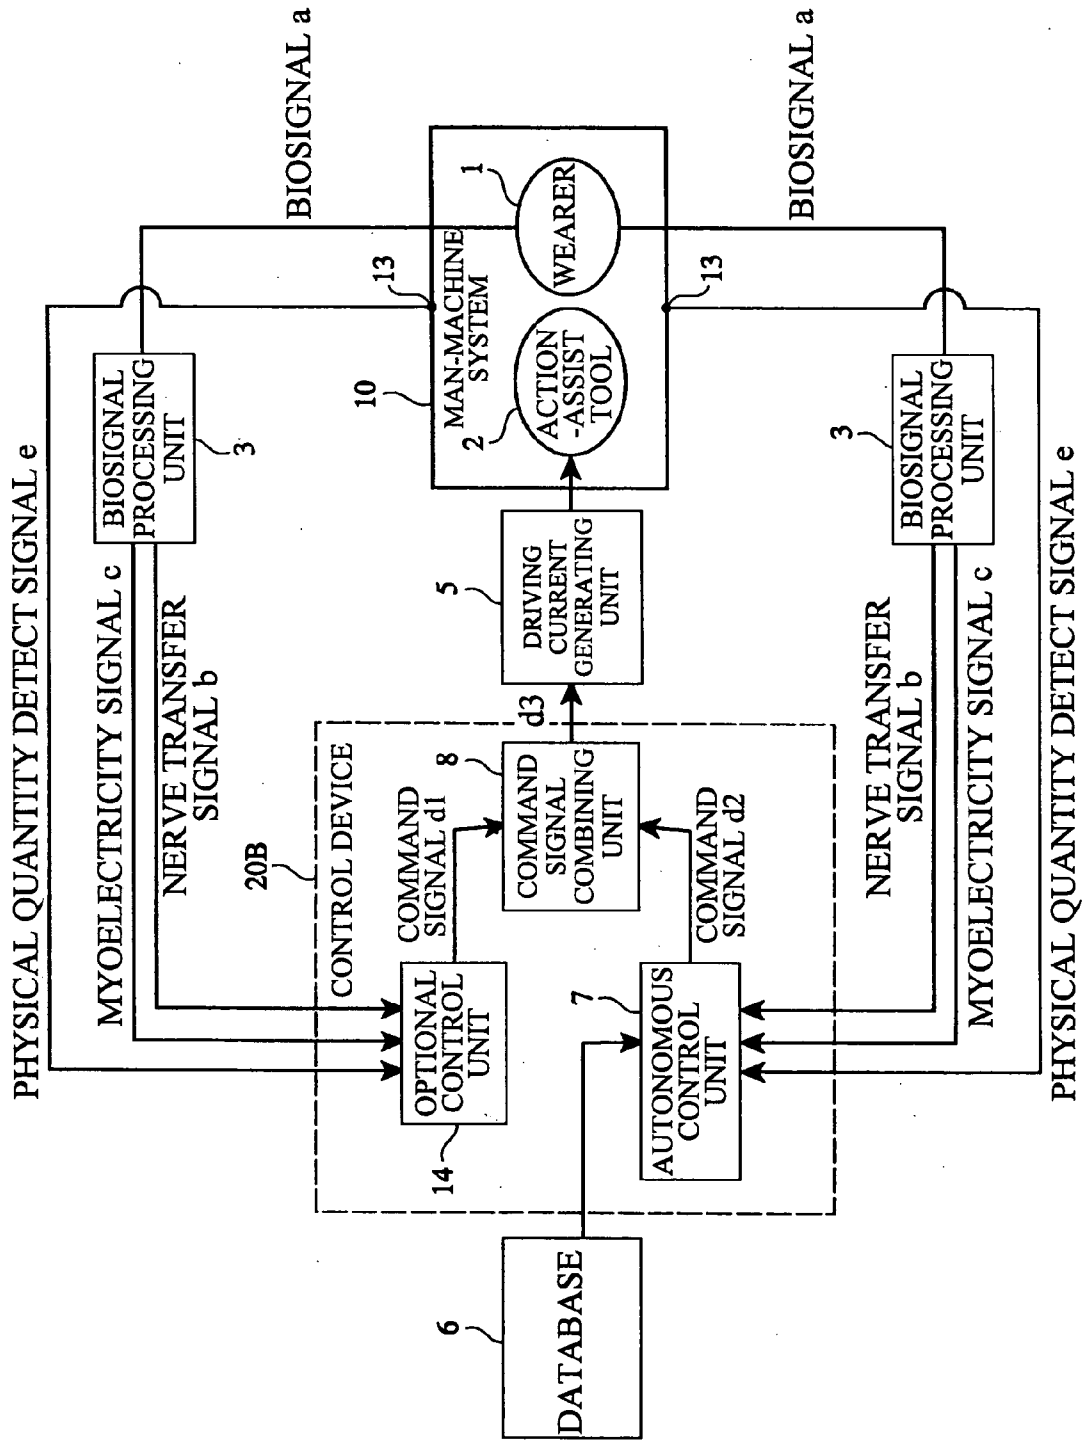 PHYSICAL QUANTITY DETECT SIGNAL e
MYOELECTRICITY SIGNAL c
NERVE TRANSFER
SIGNAL b
BIOSIGNAL
PROCESSING
UNIT
3
BIOSIGNAL a
20B
CONTROL DEVICE
14
OPTIONAL
CONTROL
UNIT
COMMAND
SIGNAL d1
8
COMMAND
SIGNAL
COMBINING
UNIT
d3
5
DRIVING
CURRENT
GENERATING
UNIT
10
13
MAN-MACHINE
SYSTEM
2
ACTION
-ASSIST
TOOL
1
WEARER
13
6
DATABASE
7
AUTONOMOUS
CONTROL
UNIT
COMMAND
SIGNAL d2
BIOSIGNAL a
3
BIOSIGNAL
PROCESSING
UNIT
NERVE TRANSFER
SIGNAL b
MYOELECTRICITY SIGNAL c
PHYSICAL QUANTITY DETECT SIGNAL e